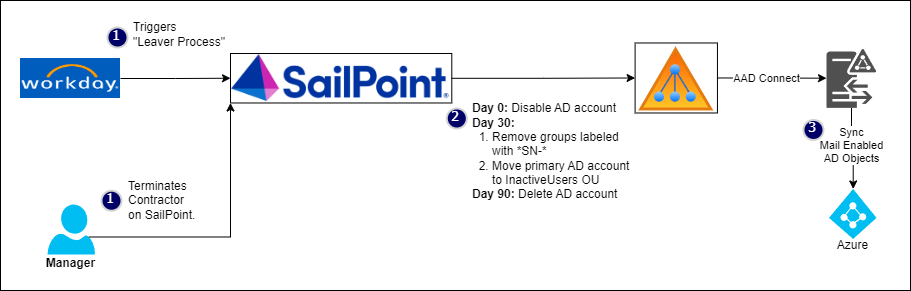 1
Triggers
"Leaver Process"
workday.
SailPoint®
AAD Connect
2
Day 0: Disable AD account
Day 30:
1. Remove groups labeled
with *SN-*
2. Move primary AD account
to InactiveUsers OU
Day 90: Delete AD account
3
Sync
Mail Enabled
AD Objects
1
Terminates
Contractor
on SailPoint.
Manager
Azure